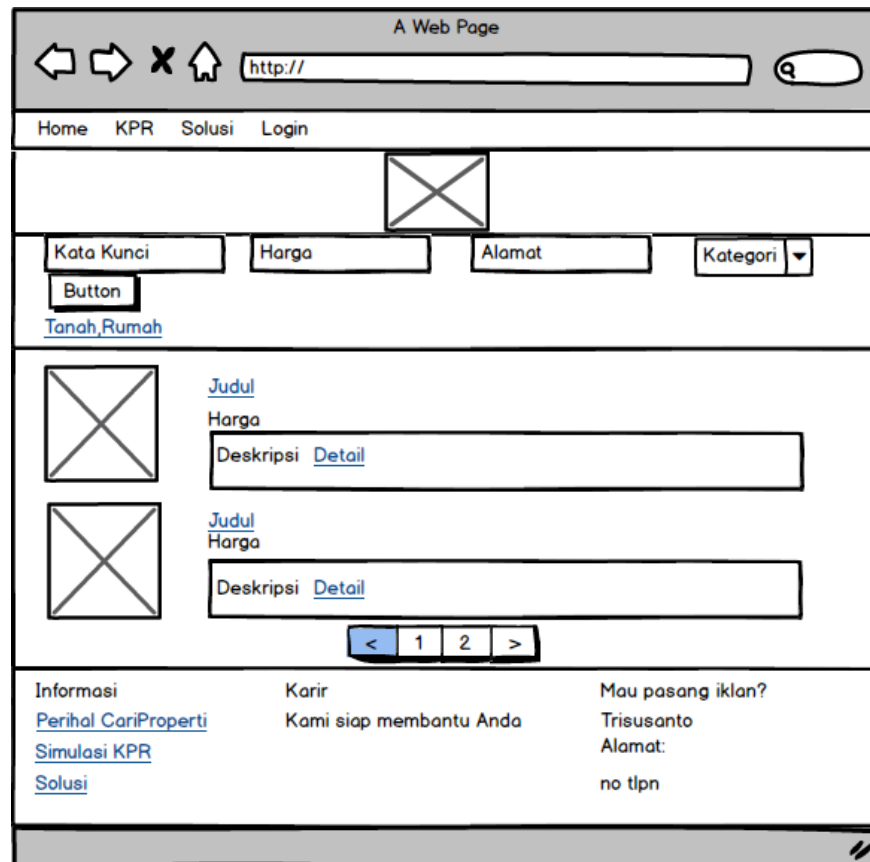 A Web Page
http://
Home KPR Solusi Login
Kata Kunci Harga Alamat Kategori
Button
Tanah,Rumah
Judul
Harga
Deskripsi Detail
Judul
Harga
Deskripsi Detail
< 1 2 >
Informasi Karir Mau pasang iklan?
Perihal CariProperti Kami siap membantu Anda Trisusanto
Alamat:
Simulasi KPR
Solusi no tlpn